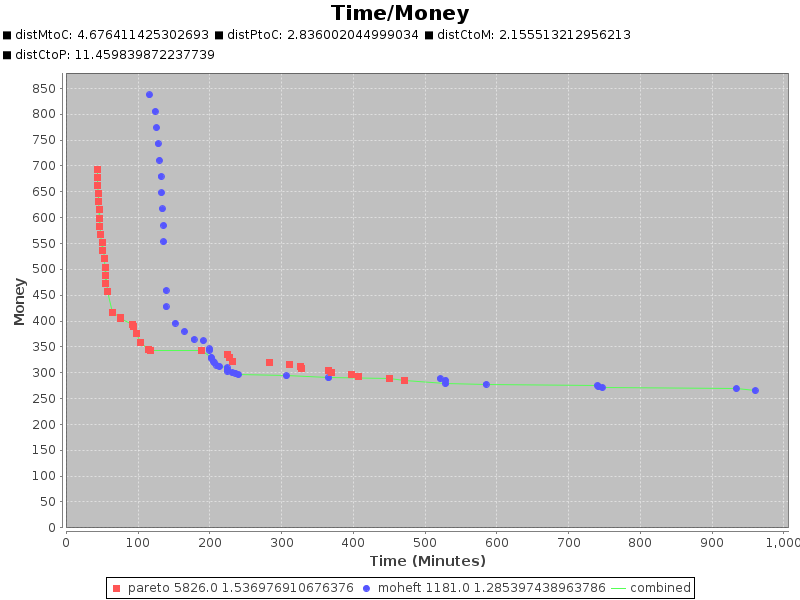 Time/Money
distMtoC: 4.676411425302693 distPtoC: 2.836002044999034 distCtoM: 2.155513212956213
distCtoP: 11.459839872237739
850
800
750
700
650
600
550
500
450
400
350
300
250
200
150
100
50
0
Money
0 100 200 300 400 500 600 700 800 900 1,000
Time (Minutes)
pareto 5826.0 1.536976910676376 moheft 1181.0 1.285397438963786 combined